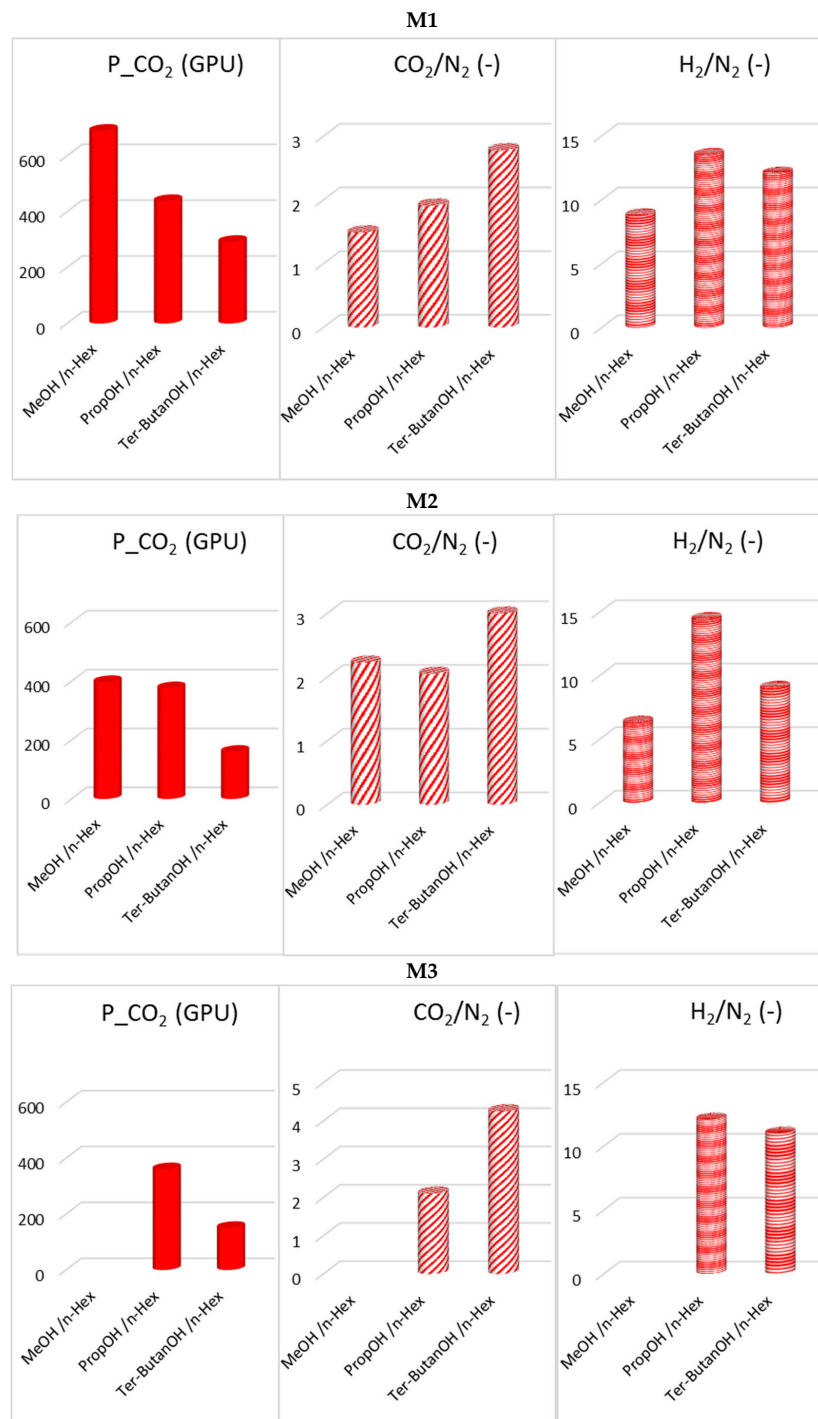 M1
P_CO₂ (GPU)
CO₂/N₂ (-)
H₂/N₂ (-)
600
400
200
0
3
2
1
0
15
10
5
0
MeOH /n-Hex
PropOH /n-Hex
Ter-ButanOH /n-Hex
MeOH /n-Hex
PropOH /n-Hex
Ter-ButanOH /n-Hex
MeOH /n-Hex
PropOH /n-Hex
Ter-ButanOH /n-Hex
M2
P_CO₂ (GPU)
CO₂/N₂ (-)
H₂/N₂ (-)
600
400
200
0
3
2
1
0
15
10
5
0
MeOH /n-Hex
PropOH /n-Hex
Ter-ButanOH /n-Hex
MeOH /n-Hex
PropOH /n-Hex
Ter-ButanOH /n-Hex
MeOH /n-Hex
PropOH /n-Hex
Ter-ButanOH /n-Hex
M3
P_CO₂ (GPU)
CO₂/N₂ (-)
H₂/N₂ (-)
600
400
200
0
5
4
3
2
1
0
15
10
5
0
MeOH /n-Hex
PropOH /n-Hex
Ter-ButanOH /n-Hex
MeOH /n-Hex
PropOH /n-Hex
Ter-ButanOH /n-Hex
MeOH /n-Hex
PropOH /n-Hex
Ter-ButanOH /n-Hex